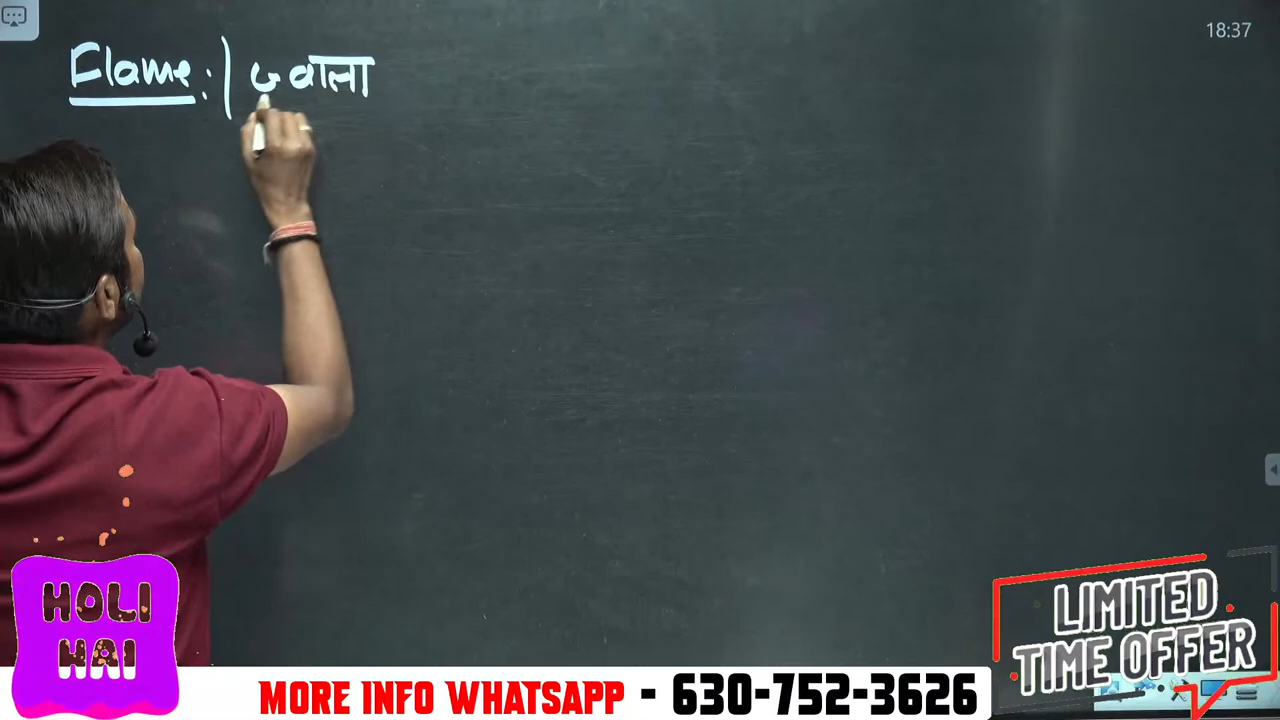 18:37
Flame : | ज्वाला
HOLI
HAI
LIMITED
TIME OFFER
MORE INFO WHATSAPP - 630-752-3626